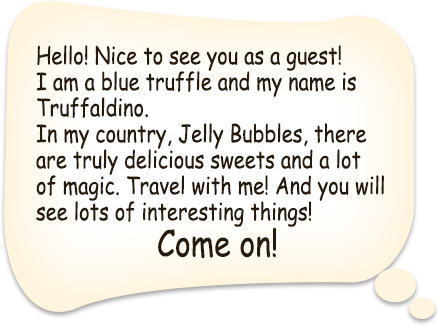 Hello! Nice to see you as a guest!
I am a blue truffle and my name is
Truffaldino.
In my country, Jelly Bubbles, there
are truly delicious sweets and a lot
of magic. Travel with me! And you will
see lots of interesting things!
Come on!